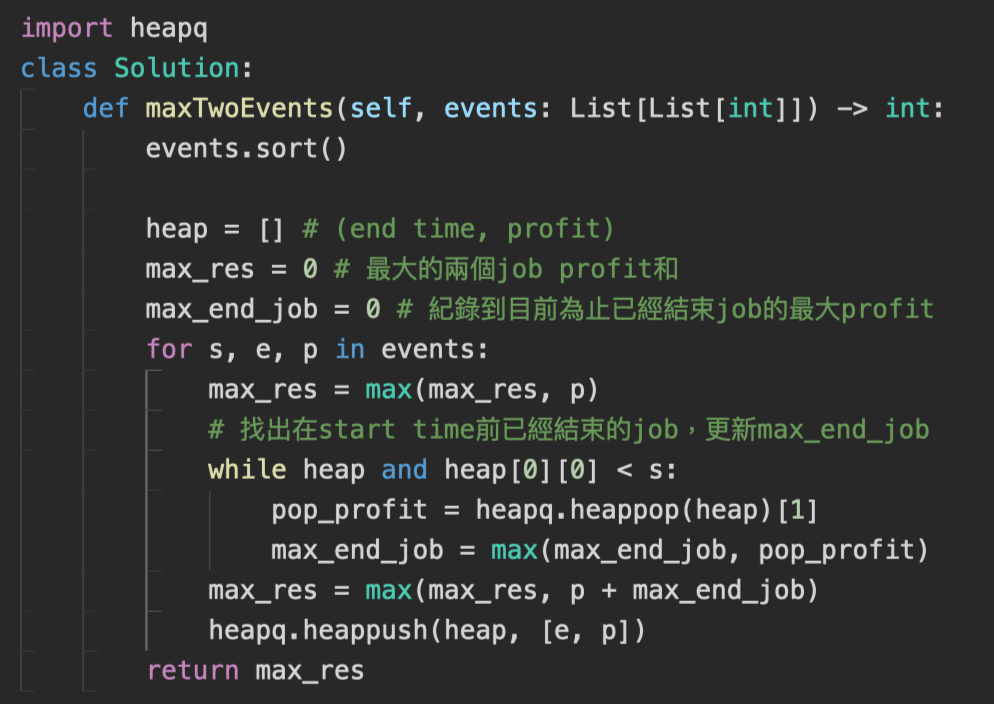 import heapq
class Solution:
    def maxTwoEvents(self, events: List[List[int]]) -> int:
        events.sort()

        heap = [] # (end time, profit)
        max_res = 0 # 最大的兩個job profit和
        max_end_job = 0 # 紀錄到目前為止已經結束job的最大profit
        for s, e, p in events:
            max_res = max(max_res, p)
            # 找出在start time前已經結束的job，更新max_end_job
            while heap and heap[0][0] < s:
                pop_profit = heapq.heappop(heap)[1]
                max_end_job = max(max_end_job, pop_profit)
            max_res = max(max_res, p + max_end_job)
            heapq.heappush(heap, [e, p])
        return max_res